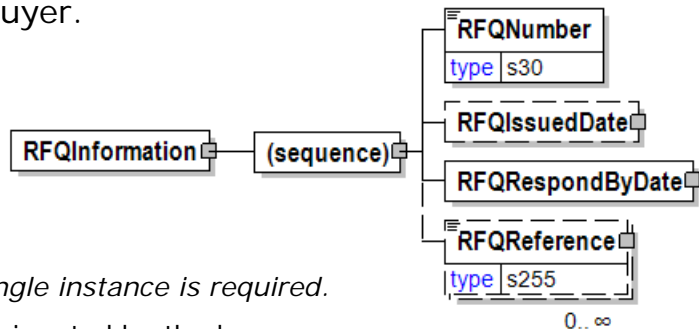 uyer.
RFQNumber
type s30
RFQIssuedDate
RFQInformation
(sequence)
RFQRespondByDate
RFQReference
type s255
0..∞
ngle instance is required.